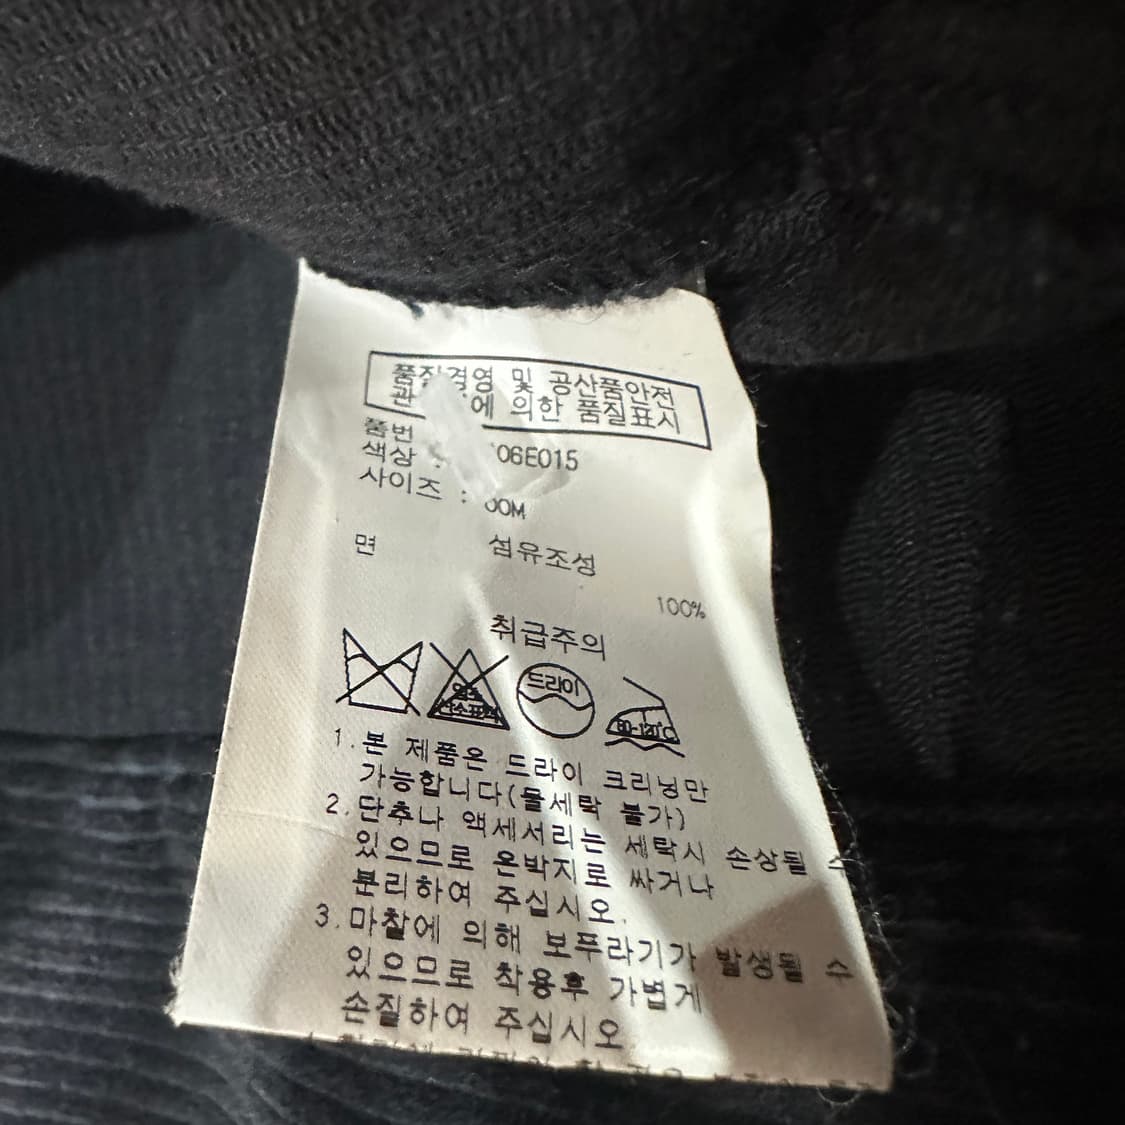 품질경영 및 공산품안전
관 에 의한 품질표시
품번
색상 : 06E015
사이즈 : 00M
섬유조성
면 100%
취급주의
드라이
80-120℃
1.본 제품은 드라이 크리닝만
가능합니다(물세탁 불가)
2.단추나 액세서리는 세탁시 손상될 수
있으므로 은박지로 싸거나
분리하여 주십시오.
3.마찰에 의해 보푸라기가 발생될 수
있으므로 착용후 가볍게
손질하여 주십시오